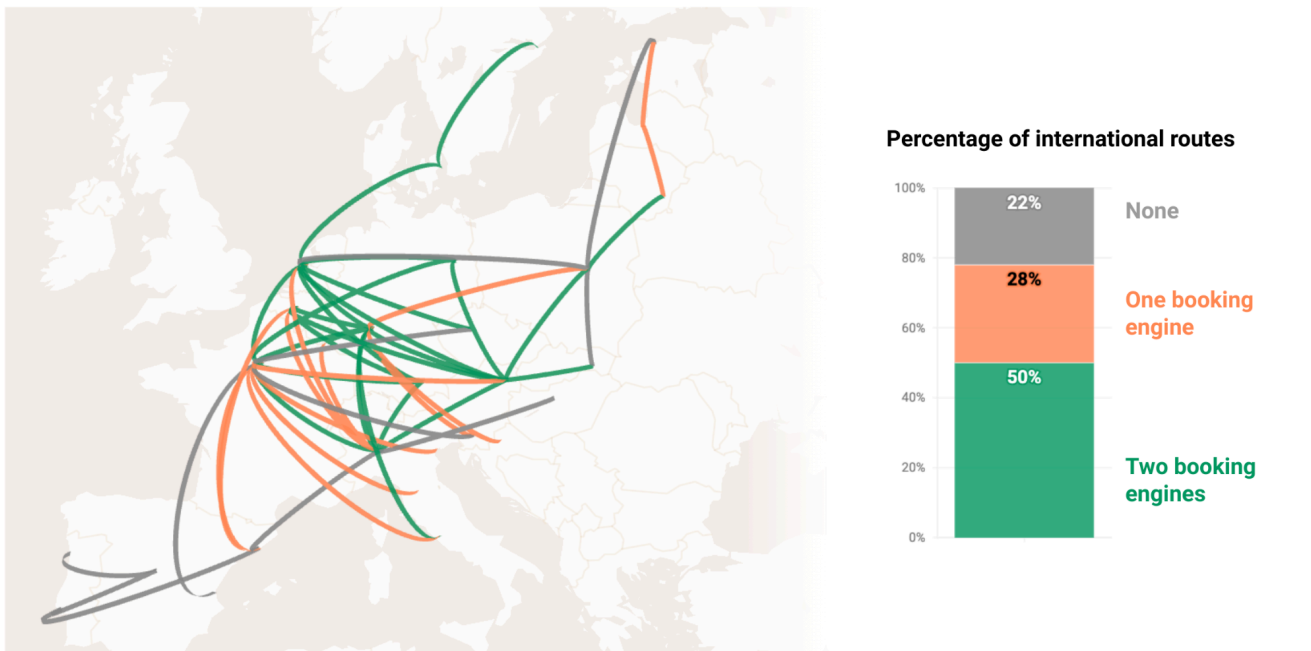 Percentage of international routes
100%
80%
60%
40%
20%
0%
22%
28%
50%
None
One booking
engine
Two booking
engines